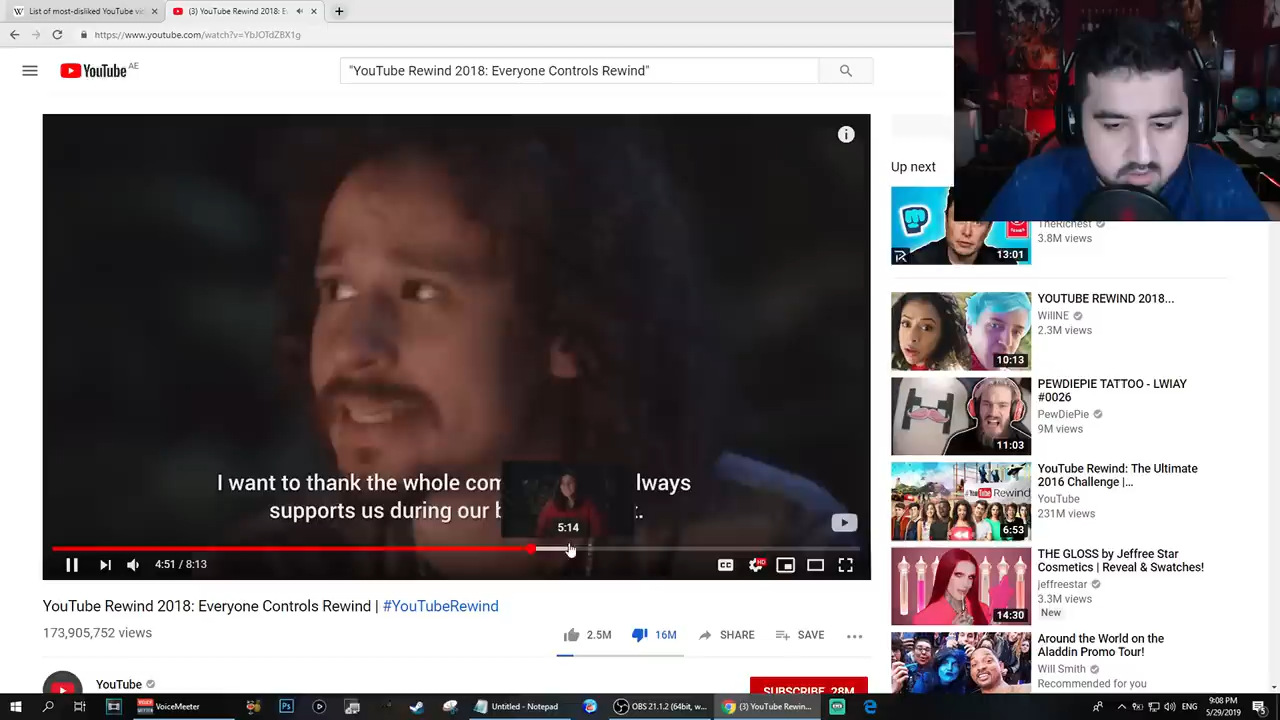 List of most-disliked YouTube vid
(3) YouTube Rewind 2018: E
https://www.youtube.com/watch?v=YbJOTdZBX1g
YouTube AE
"YouTube Rewind 2018: Everyone Controls Rewind"
Up next
TheRichest
3.8M views
13:01
YOUTUBE REWIND 2018...
WillNE
2.3M views
10:13
PEWDIEPIE TATTOO - LWIAY
#0026
PewDiePie
9M views
11:03
YouTube Rewind: The Ultimate
2016 Challenge |...
YouTube
231M views
YouTube Rewind
6:53
THE GLOSS by Jeffree Star
Cosmetics | Reveal & Swatches!
jeffreestar
3.3M views
New
14:30
Around the World on the
Aladdin Promo Tour!
Will Smith
Recommended for you
I want to thank the whole com lways
supports us during our b t.
5:14
4:51 / 8:13
CC
HD
YouTube Rewind 2018: Everyone Controls Rewind | #YouTubeRewind
173,905,752 views
2.5M
16M
SHARE
SAVE
YouTube
SUBSCRIBE 28M
VoiceMeeter
Untitled - Notepad
OBS 21.1.2 (64bit, w...
(3) YouTube Rewin...
ENG
9:08 PM
5/29/2019